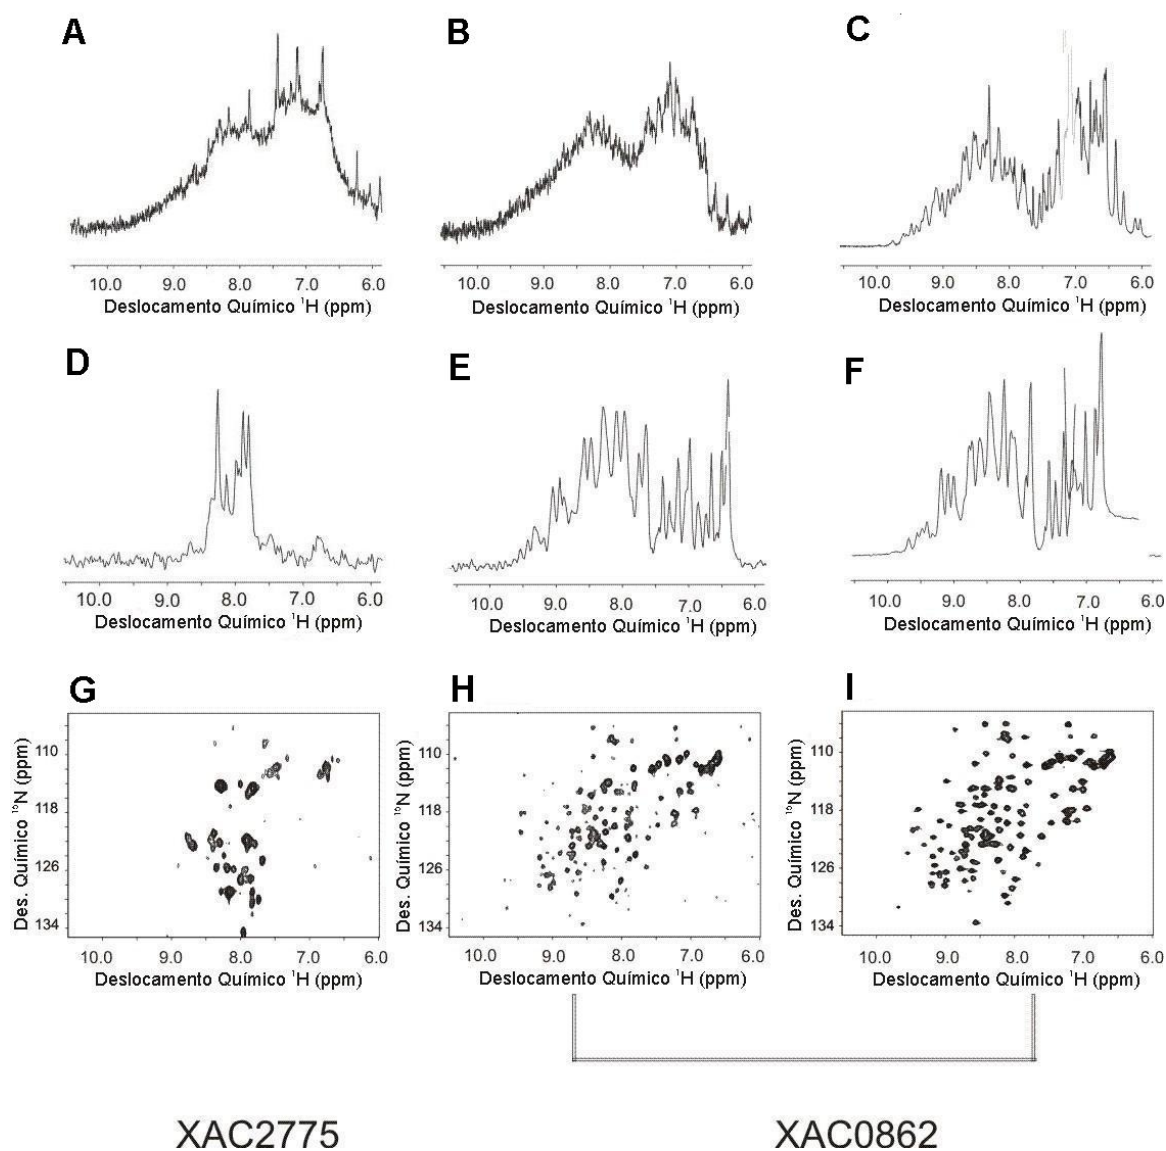 A
B
C
10.0 9.0 8.0 7.0 6.0
Deslocamento Químico ¹H (ppm)
10.0 9.0 8.0 7.0 6.0
Deslocamento Químico ¹H (ppm)
10.0 9.0 8.0 7.0 6.0
Deslocamento Químico ¹H (ppm)
D
E
F
10.0 9.0 8.0 7.0 6.0
Deslocamento Químico ¹H (ppm)
10.0 9.0 8.0 7.0 6.0
Deslocamento Químico ¹H (ppm)
10.0 9.0 8.0 7.0 6.0
Deslocamento Químico ¹H (ppm)
G
Des. Químico ¹⁵N (ppm)
110
118
126
134
10.0 9.0 8.0 7.0 6.0
Deslocamento Químico ¹H (ppm)
H
Des. Químico ¹⁵N (ppm)
110
118
126
134
10.0 9.0 8.0 7.0 6.0
Deslocamento Químico ¹H (ppm)
I
Des. Químico ¹⁵N (ppm)
110
118
126
134
10.0 9.0 8.0 7.0 6.0
Deslocamento Químico ¹H (ppm)
XAC2775
XAC0862